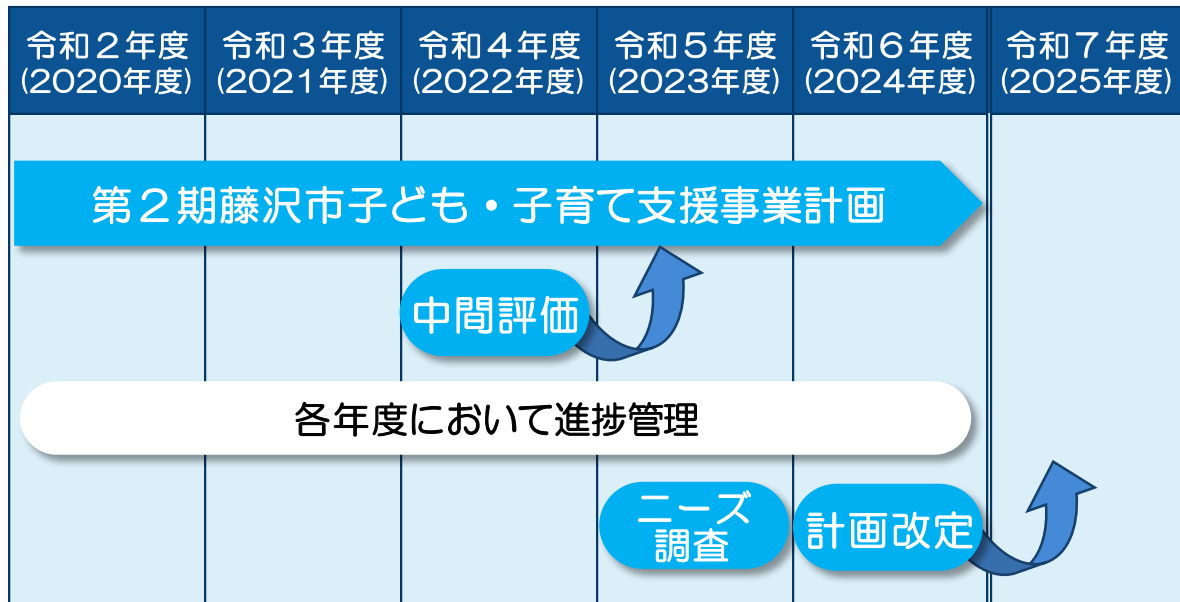 令和２年度
(2020年度)
令和３年度
(2021年度)
令和４年度
(2022年度)
令和５年度
(2023年度)
令和６年度
(2024年度)
令和７年度
(2025年度)
第２期藤沢市子ども・子育て支援事業計画
中間評価
各年度において進捗管理
ニーズ
調査
計画改定